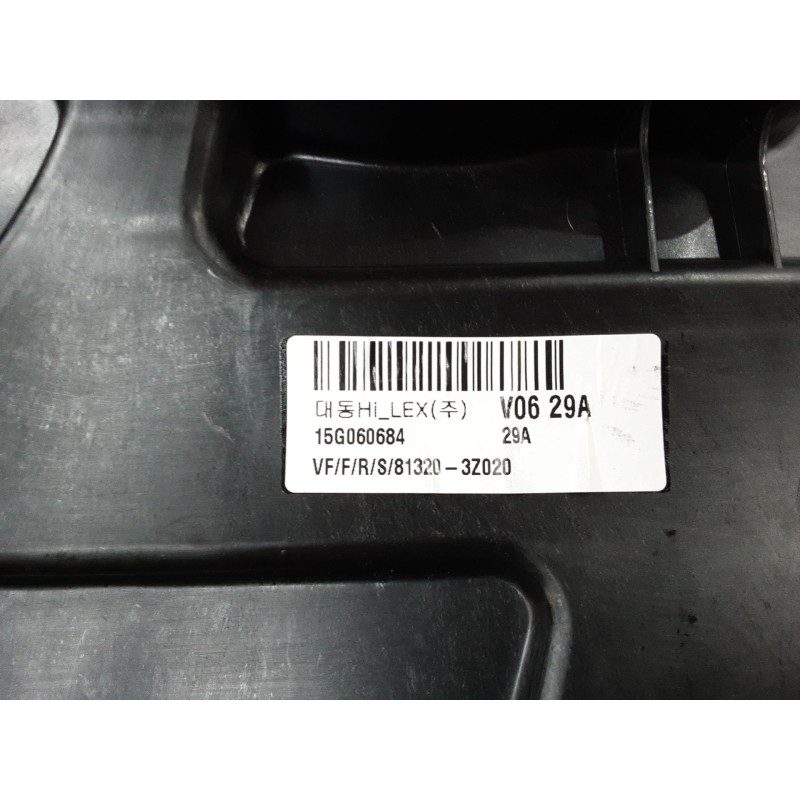 대동Hi_LEX(주) V06 29A
15G060684 29A
VF/F/R/S/81320-3Z020